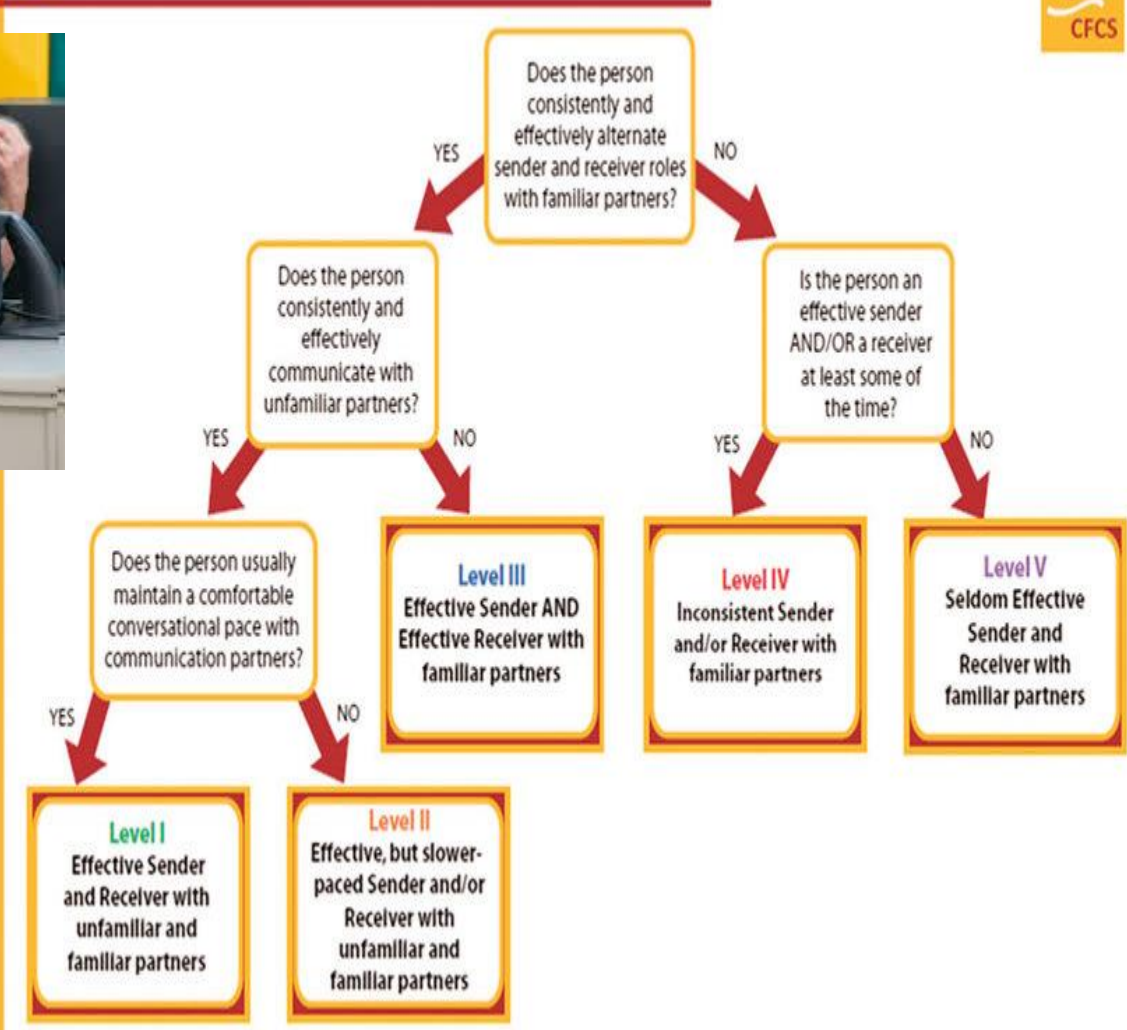 CFCS
Does the person
consistently and
effectively alternate
sender and receiver roles
with familiar partners?
YES
NO
Does the person
consistently and
effectively
communicate with
unfamiliar partners?
Is the person an
effective sender
AND/OR a receiver
at least some of
the time?
YES
NO
YES
NO
Does the person usually
maintain a comfortable
conversational pace with
communication partners?
Level III
Effective Sender AND
Effective Receiver with
familiar partners
Level IV
Inconsistent Sender
and/or Receiver with
familiar partners
Level V
Seldom Effective
Sender and
Receiver with
familiar partners
YES
NO
Level I
Effective Sender
and Receiver with
unfamiliar and
familiar partners
Level II
Effective, but slower-
paced Sender and/or
Receiver with
unfamiliar and
familiar partners